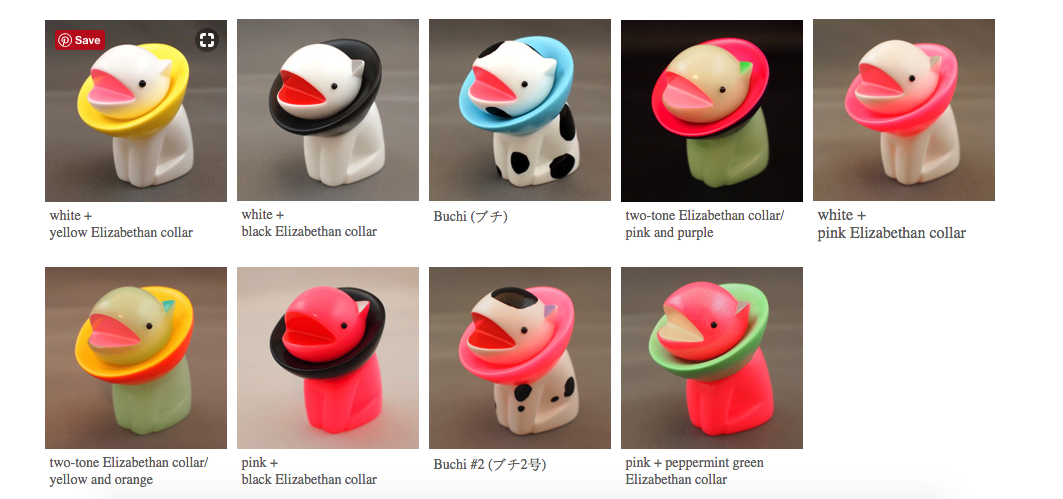 Save
white +
yellow Elizabethan collar
white +
black Elizabethan collar
Buchi (ブチ)
two-tone Elizabethan collar/
pink and purple
white +
pink Elizabethan collar
two-tone Elizabethan collar/
yellow and orange
pink +
black Elizabethan collar
Buchi #2 (ブチ2号)
pink + peppermint green
Elizabethan collar